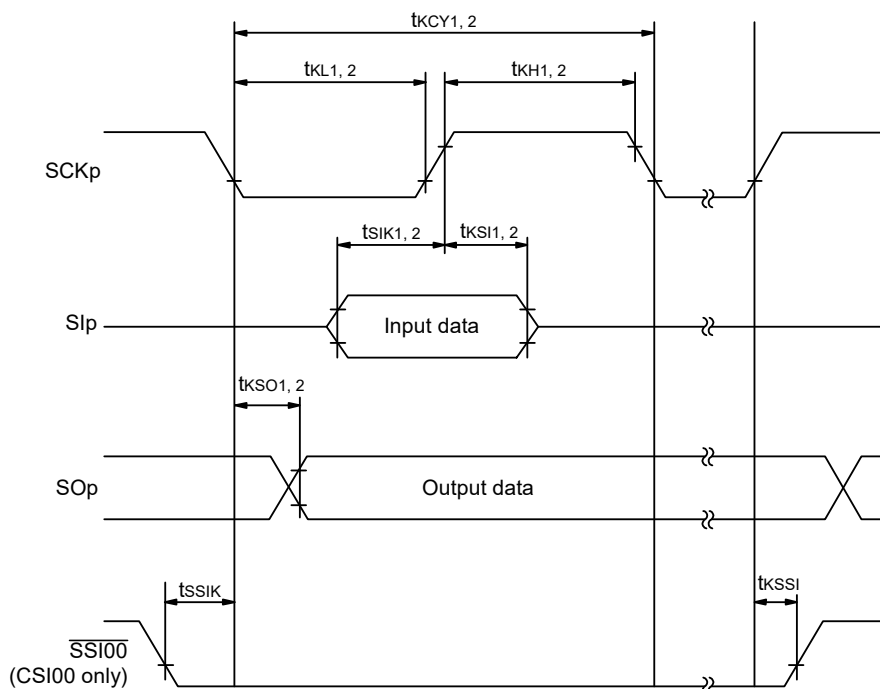 tKCY1, 2
tKL1, 2
tKH1, 2
SCKp
tSIK1, 2
tKSI1, 2
SIp
Input data
tKSO1, 2
SOp
Output data
tSSIK
tKSSI
SSI00
(CSI00 only)